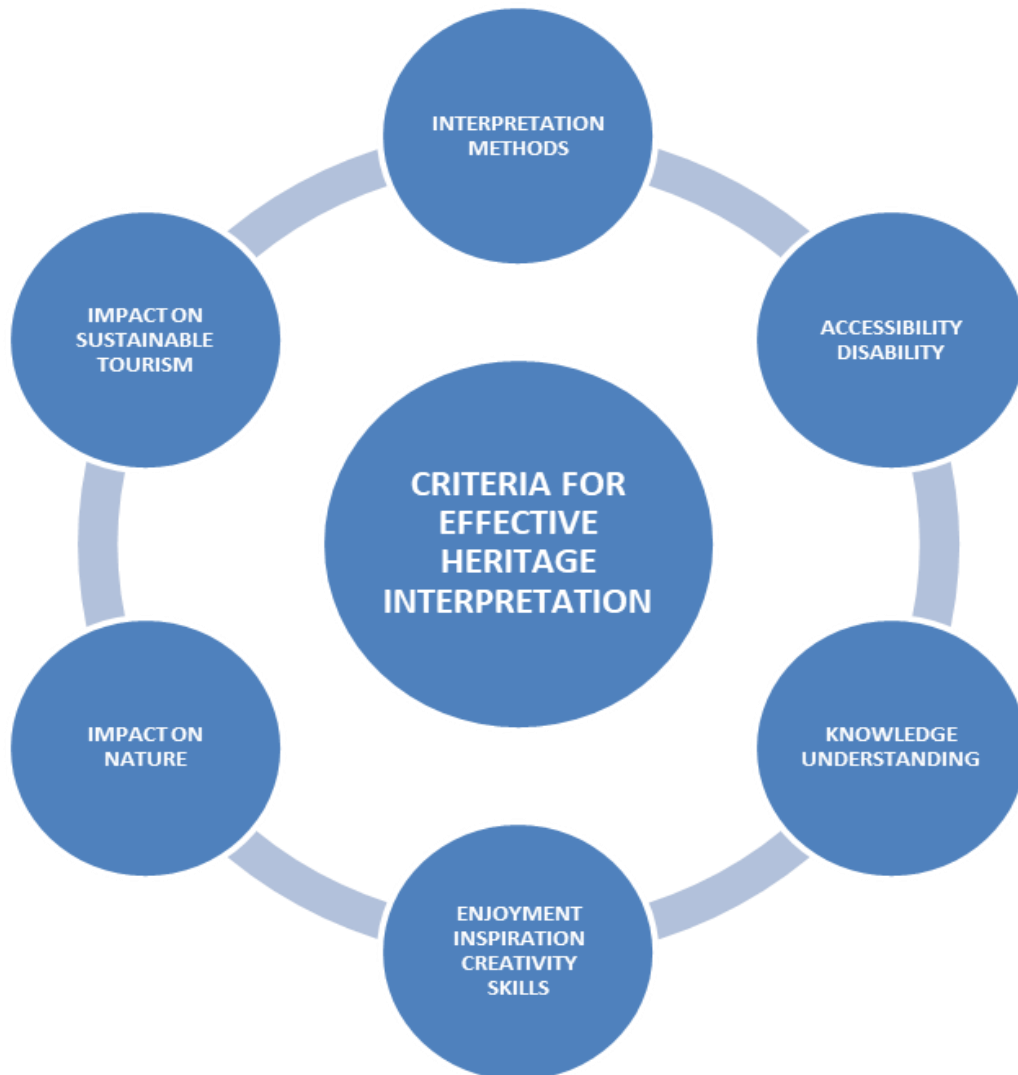 INTERPRETATION
METHODS
ACCESSIBILITY
DISABILITY
KNOWLEDGE
UNDERSTANDING
ENJOYMENT
INSPIRATION
CREATIVITY
SKILLS
IMPACT ON
NATURE
IMPACT ON
SUSTAINABLE
TOURISM
CRITERIA FOR
EFFECTIVE
HERITAGE
INTERPRETATION